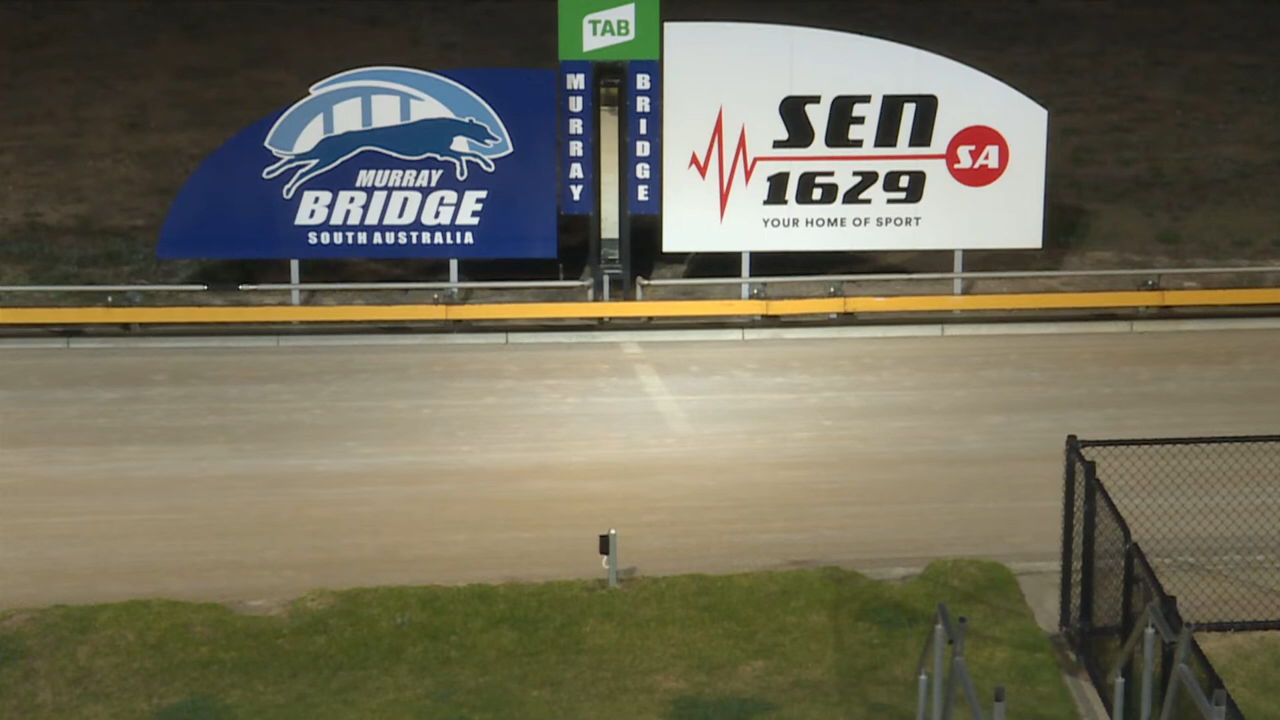 TAB
MURRAY
BRIDGE
MURRAY
BRIDGE
SOUTH AUSTRALIA
SEN
SA
1629
YOUR HOME OF SPORT